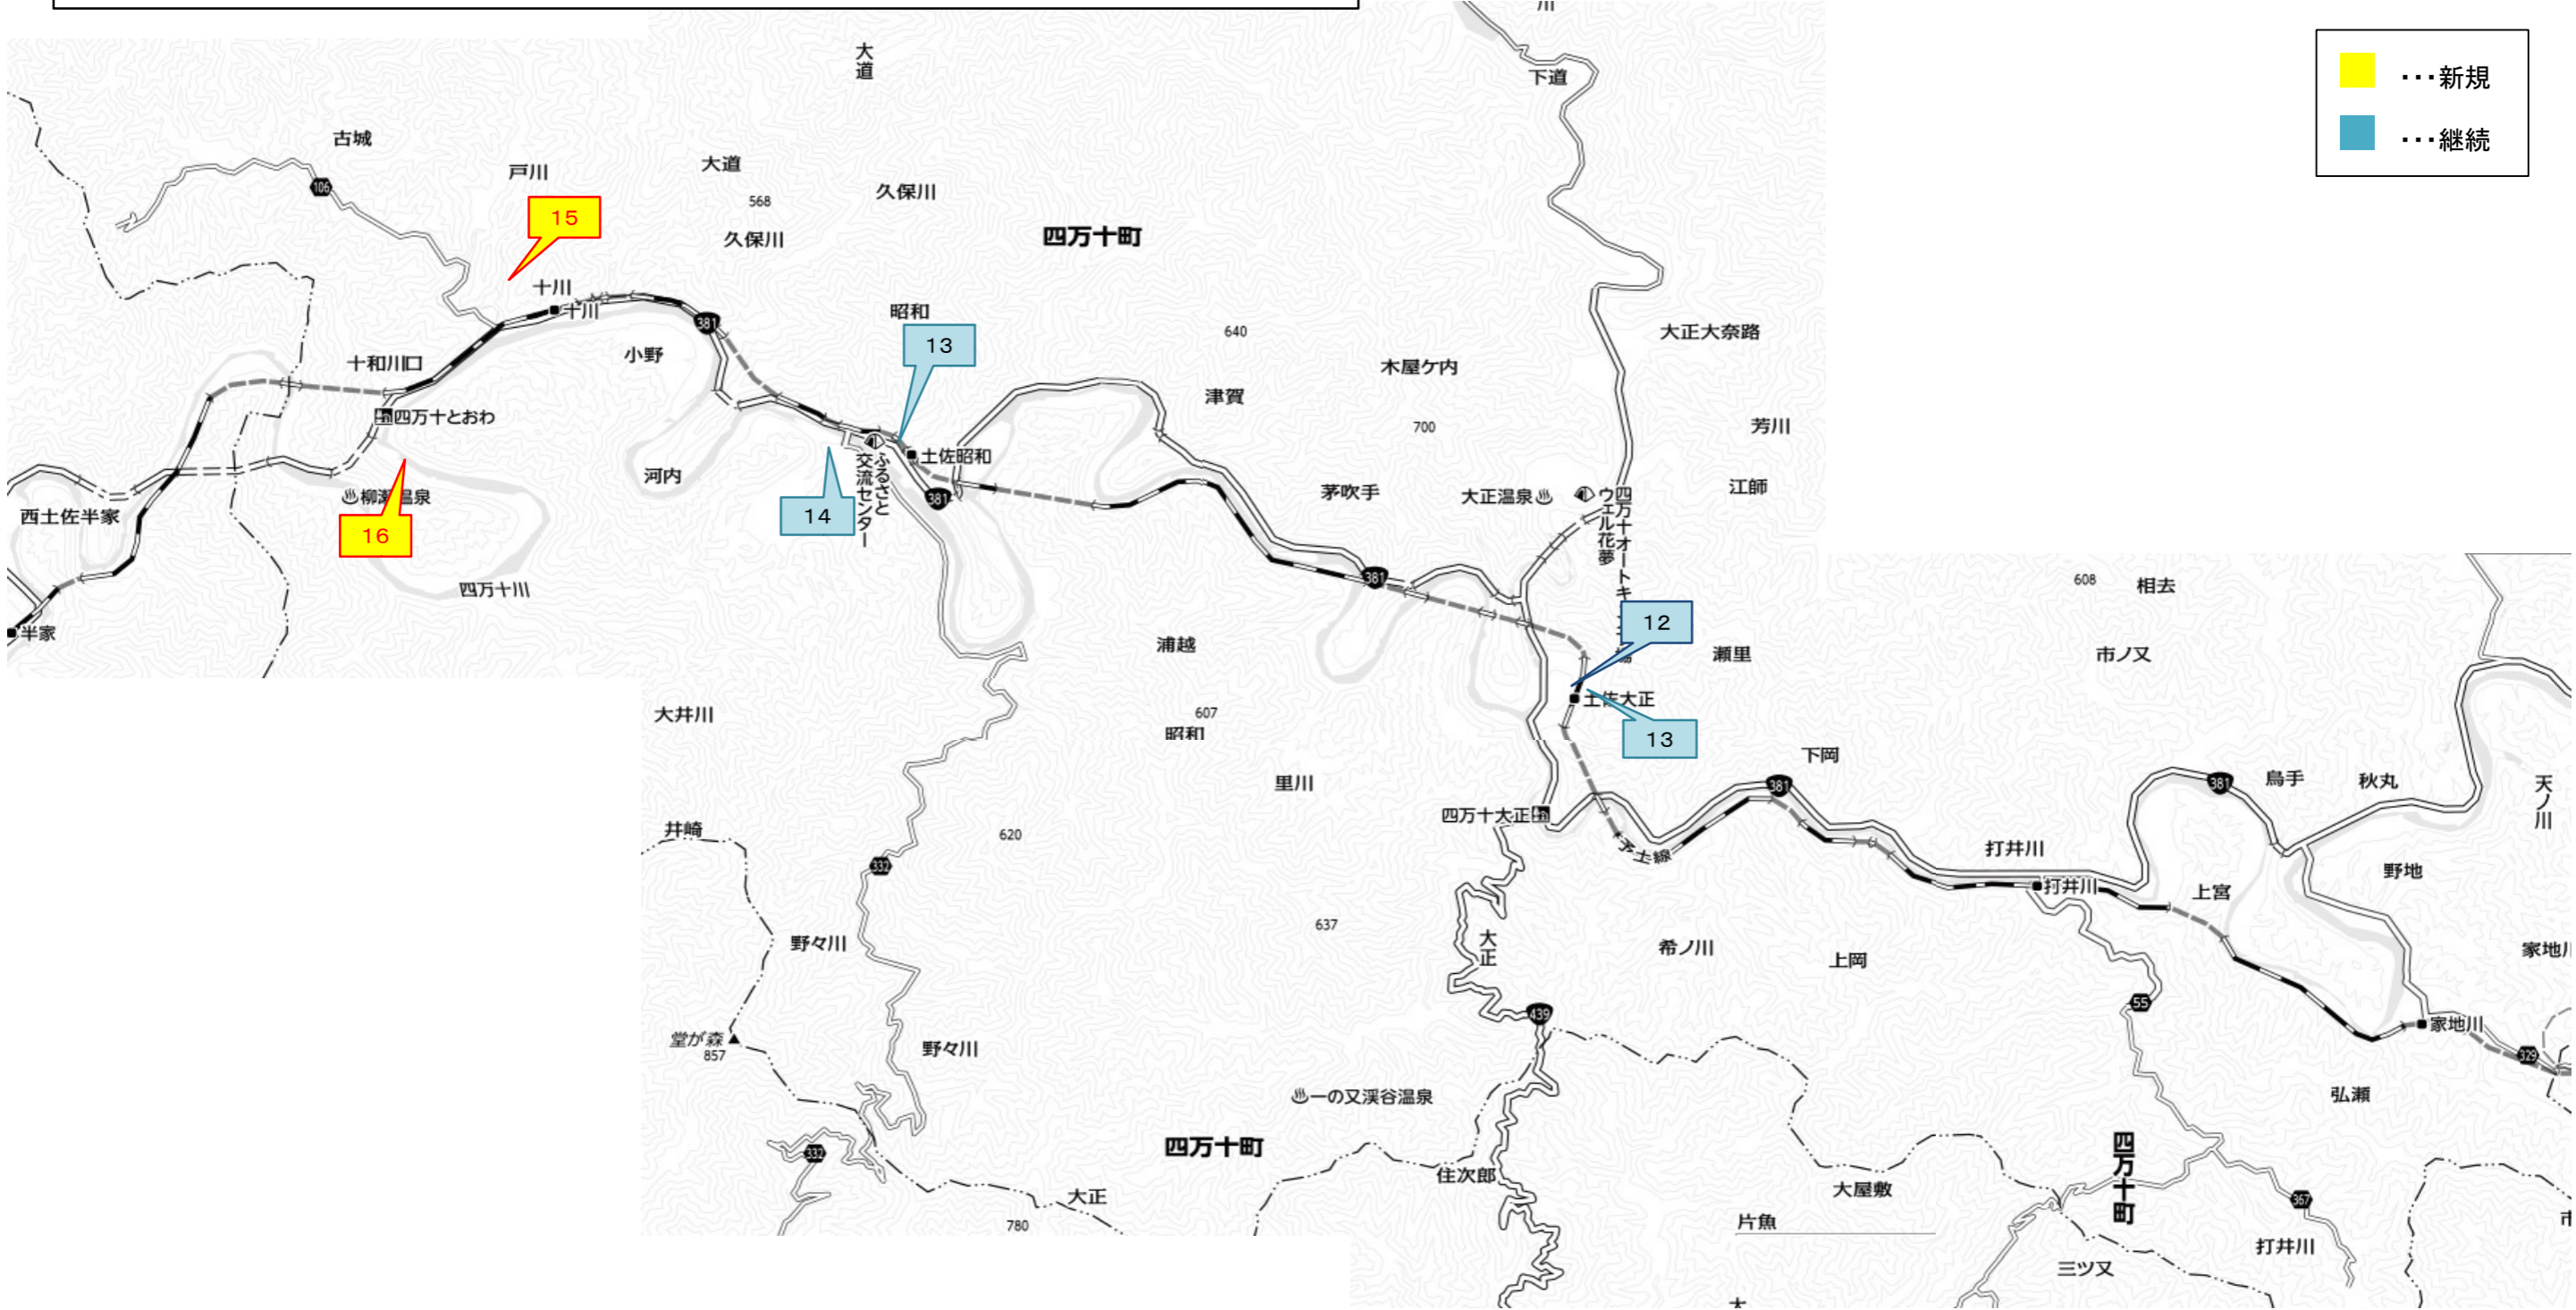 …新規
…継続
大道
下道
古城
戸川
大道
568
久保川
久保川
四万十町
106
15
十川
十川
381
昭和
13
640
大正大奈路
小野
十和川口
木屋ケ内
津賀
四万十とおわ
700
芳川
土佐昭和
ふるさと
交流センター
河内
江師
茅吹手
大正温泉
ウェル花夢
柳瀬温泉
381
西土佐半家
14
16
四万十川
381
608
相去
半家
12
浦越
瀬里
市ノ又
土佐大正
13
大井川
607
昭和
下岡
里川
381
381
烏手
秋丸
天ノ川
四万十大正
井崎
620
予土線
打井川
332
打井川
野地
上宮
637
大正
野々川
希ノ川
上岡
家地川
55
439
家地川
堂が森
857
野々川
329
一の又渓谷温泉
弘瀬
四万十町
332
四万十町
住次郎
大屋敷
大正
367
780
片魚
打井川
三ツ又